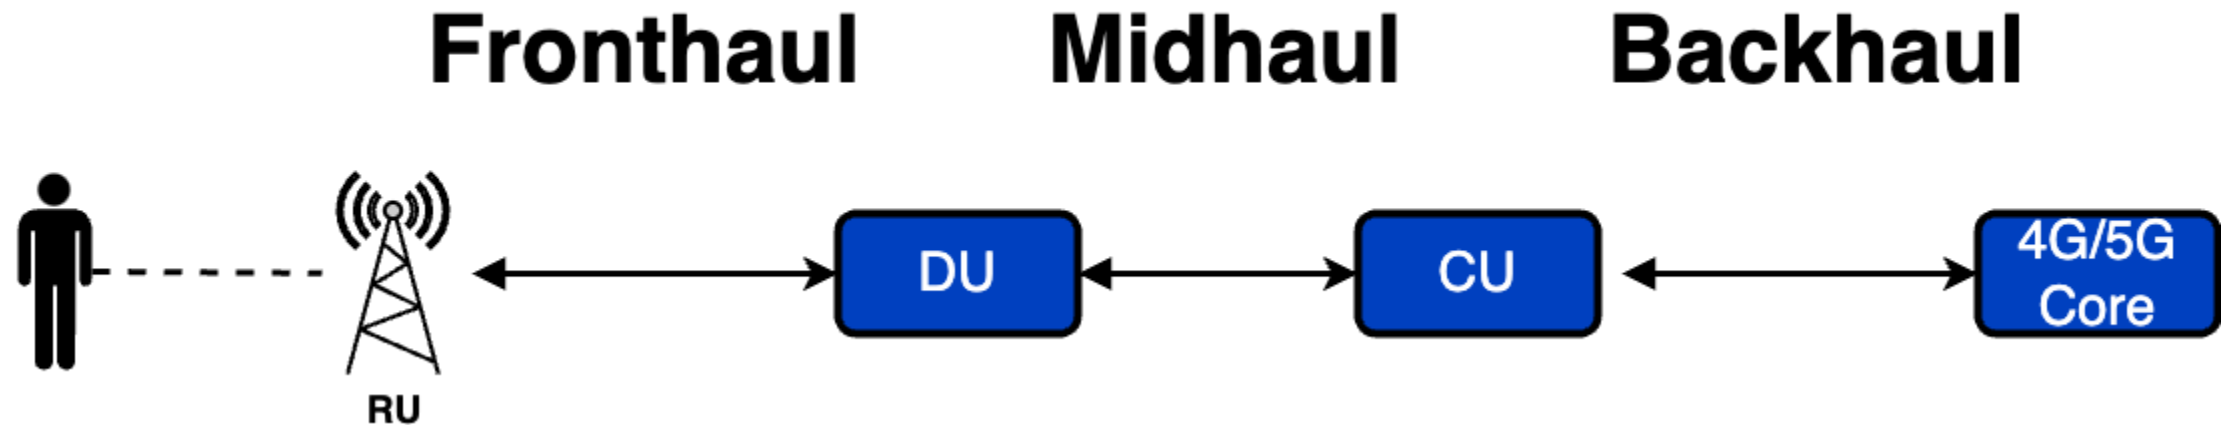 Fronthaul
Midhaul
Backhaul
RU
DU
CU
4G/5G
Core